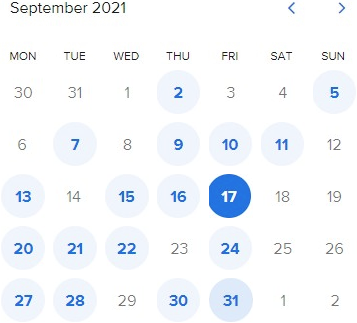 September 2021
MON TUE WED THU FRI SAT SUN
30 31 1 2 3 4 5
6 7 8 9 10 11 12
13 14 15 16 17 18 19
20 21 22 23 24 25 26
27 28 29 30 31 1 2